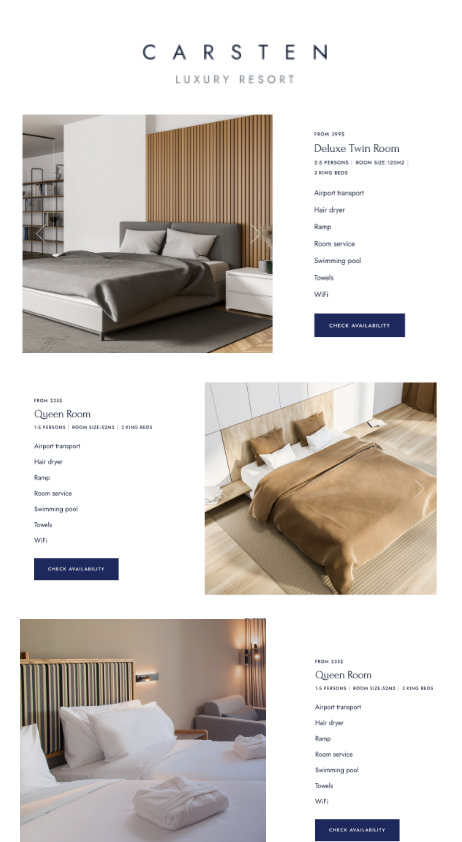 CARSTEN
LUXURY RESORT
FROM 399$
Deluxe Twin Room
2-5 PERSONS | ROOM SIZE:120M2 |
3 KING BEDS
Airport transport
Hair dryer
Ramp
Room service
Swimming pool
Towels
WiFi
CHECK AVAILABILITY
FROM 235$
Queen Room
1-5 PERSONS | ROOM SIZE:52M2 | 3 KING BEDS
Airport transport
Hair dryer
Ramp
Room service
Swimming pool
Towels
WiFi
CHECK AVAILABILITY
FROM 235$
Queen Room
1-5 PERSONS | ROOM SIZE:52M2 | 3 KING BEDS
Airport transport
Hair dryer
Ramp
Room service
Swimming pool
Towels
WiFi
CHECK AVAILABILITY